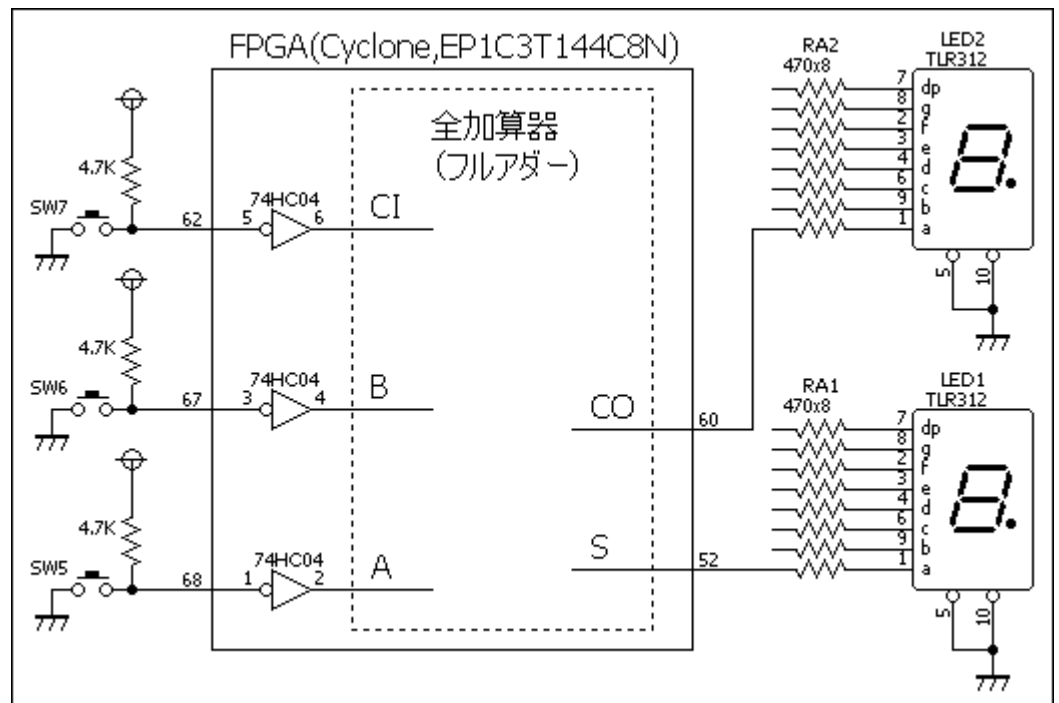 FPGA(Cyclone,EP1C3T144C8N)
全加算器
(フルアダー)
4.7K
SW7
62
5
74HC04
6
CI
4.7K
SW6
67
3
74HC04
4
B
4.7K
SW5
68
1
74HC04
2
A
CO
60
S
52
RA2
470x8
LED2
TLR312
7 dp
8 g
2 f
3 e
4 d
6 c
9 b
1 a
5
10
RA1
470x8
LED1
TLR312
7 dp
8 g
2 f
3 e
4 d
6 c
9 b
1 a
5
10